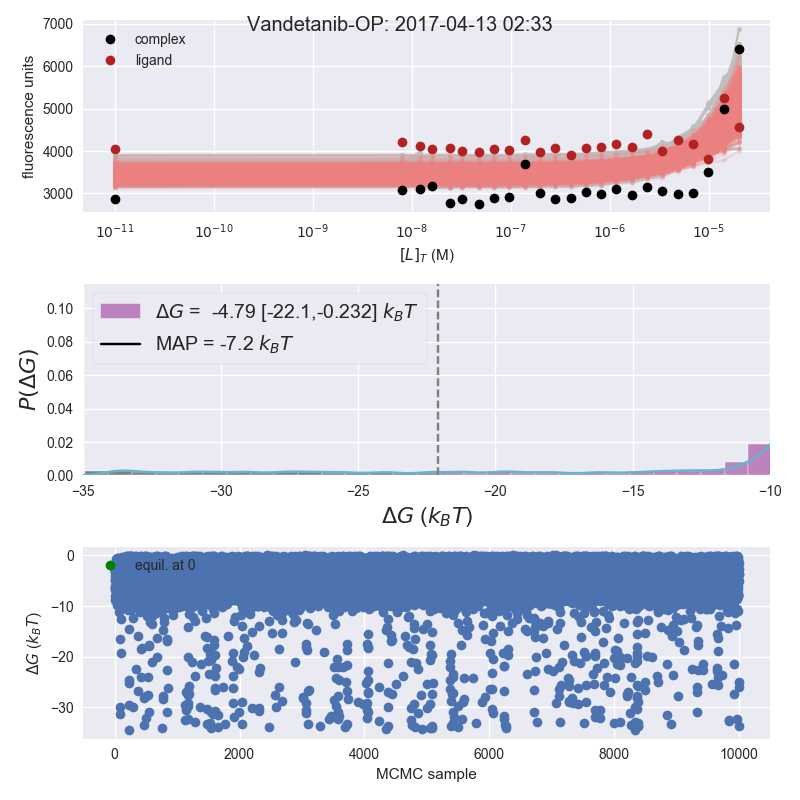 Vandetanib-OP: 2017-04-13 02:33
7000
6000
5000
4000
3000
fluorescence units
complex
ligand
10⁻¹¹ 10⁻¹⁰ 10⁻⁹ 10⁻⁸ 10⁻⁷ 10⁻⁶ 10⁻⁵
[L]_T (M)
0.10
0.08
0.06
0.04
0.02
0.00
P(ΔG)
ΔG = -4.79 [-22.1,-0.232] k_BT
MAP = -7.2 k_BT
−35 −30 −25 −20 −15 −10
ΔG (k_BT)
0
−10
−20
−30
ΔG (k_BT)
equil. at 0
0 2000 4000 6000 8000 10000
MCMC sample